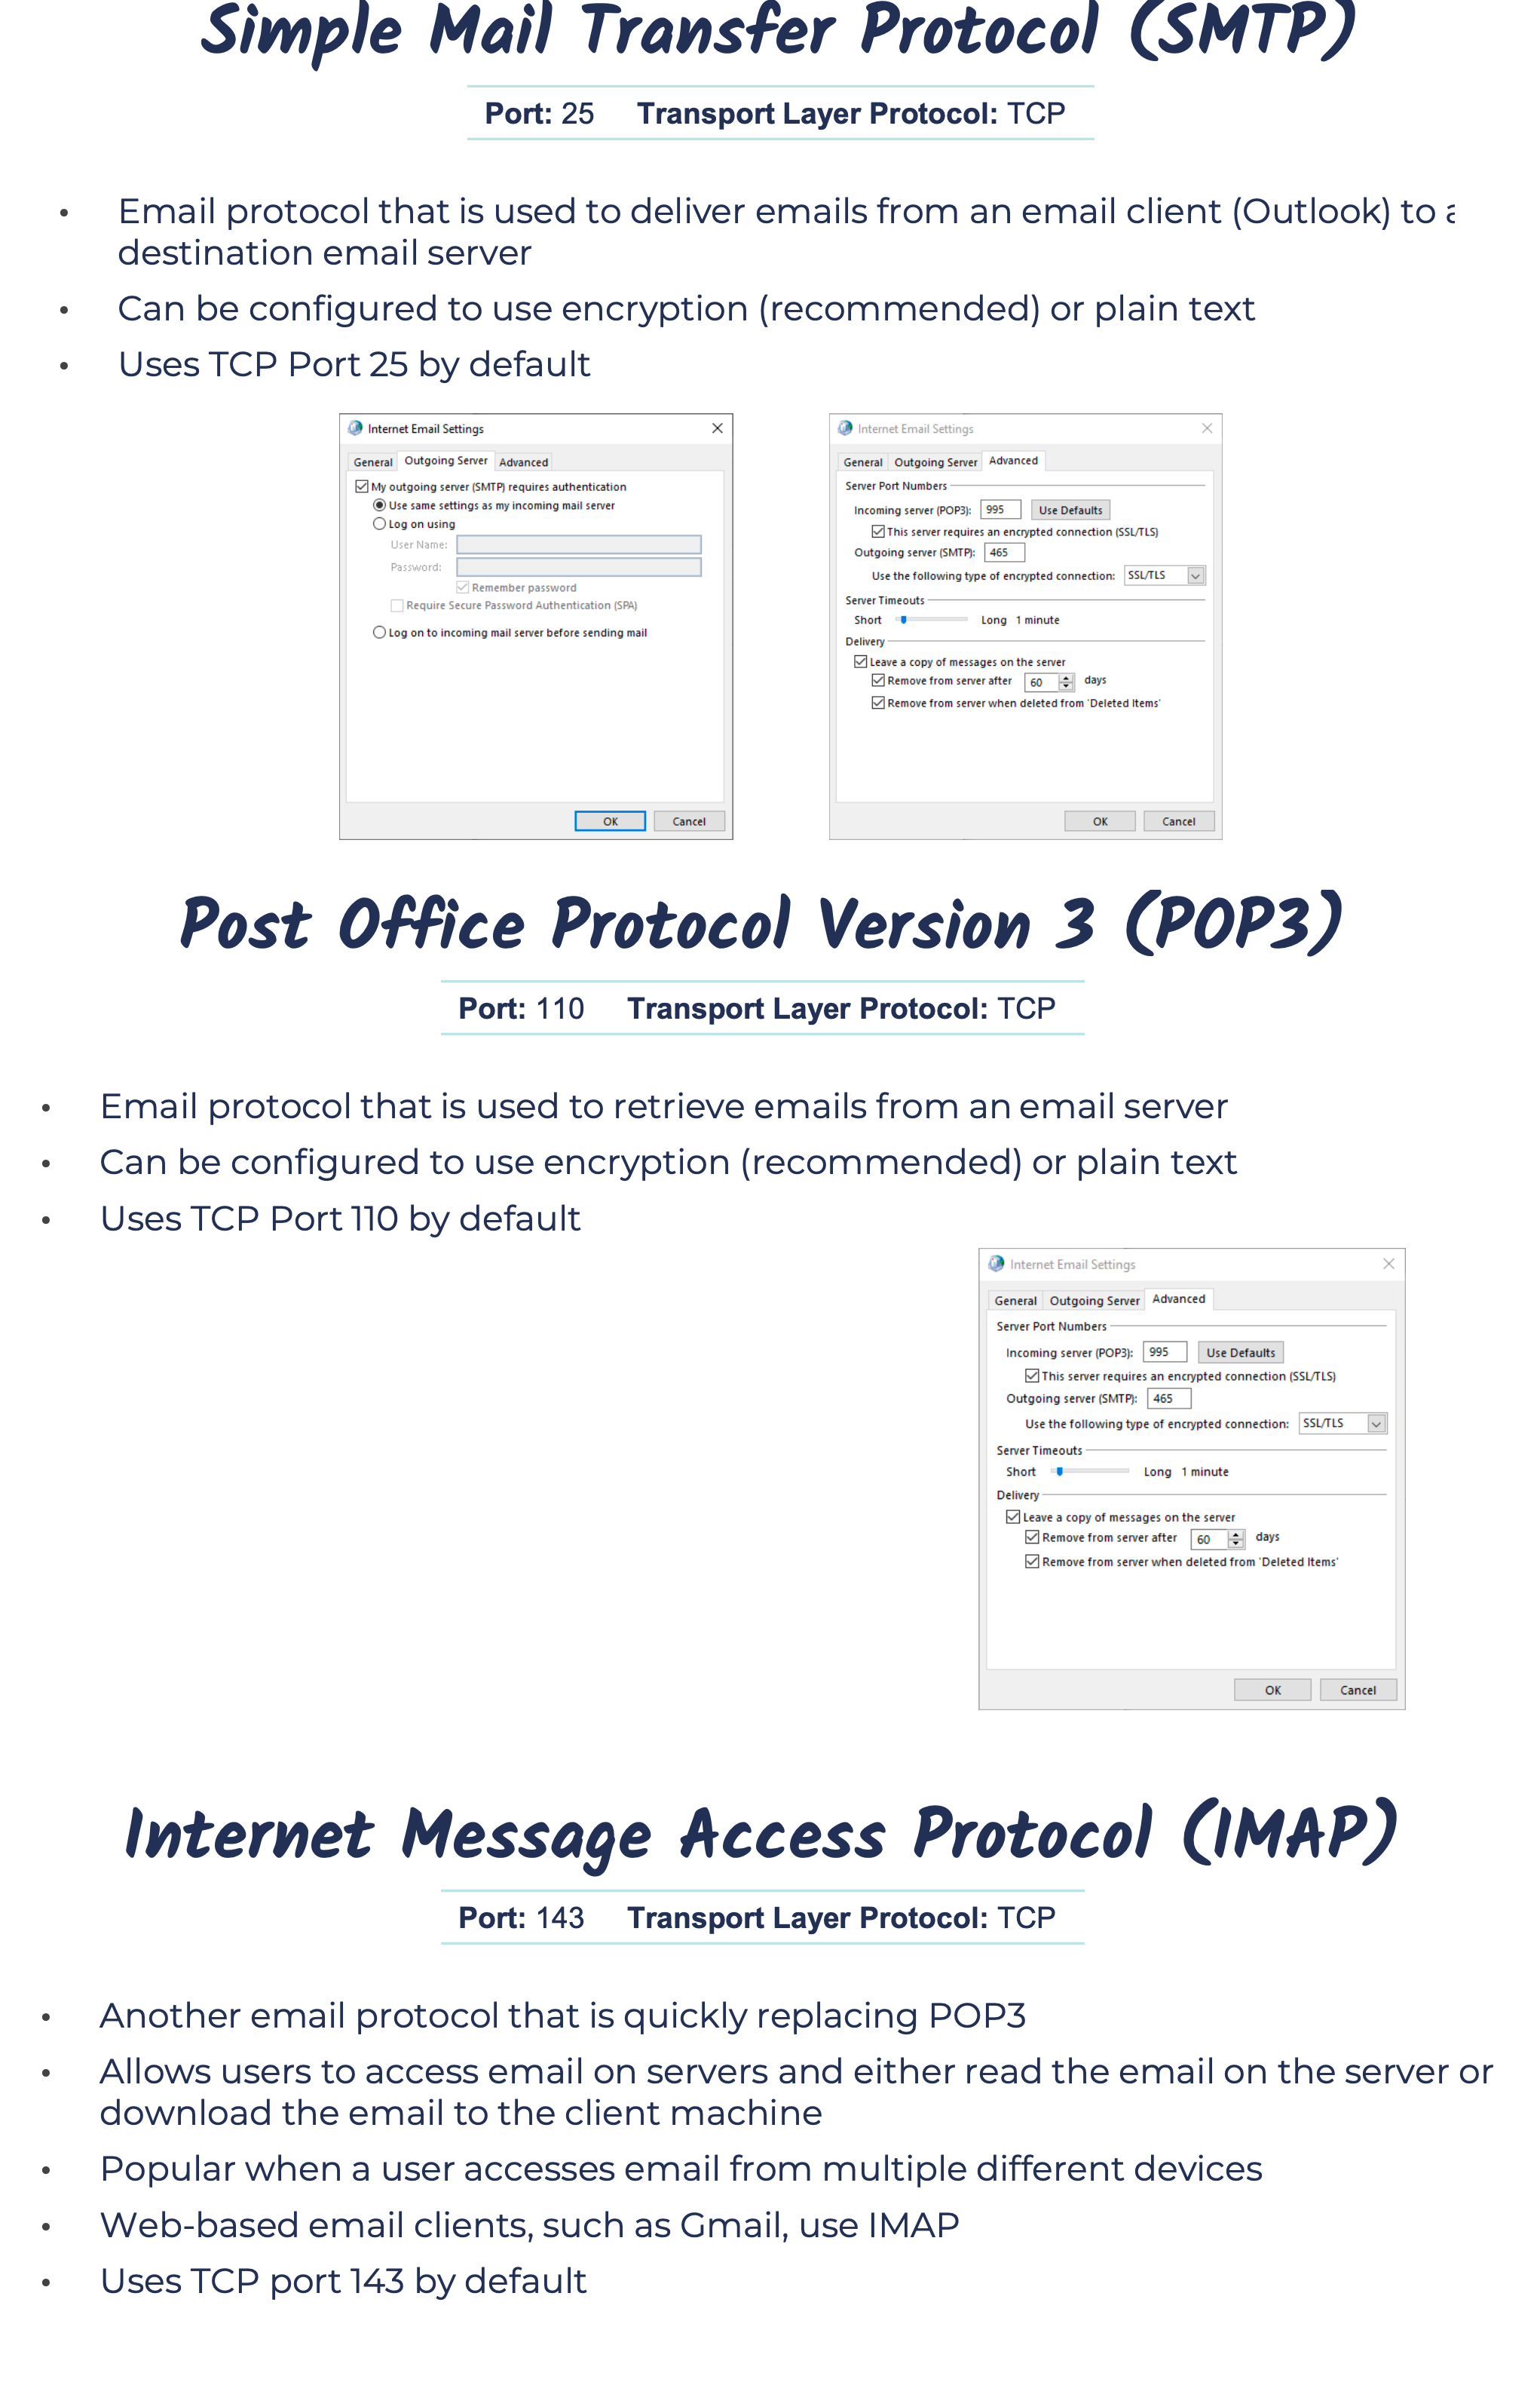 Simple Mail Transfer Protocol (SMTP)
Port: 25 Transport Layer Protocol: TCP
• Email protocol that is used to deliver emails from an email client (Outlook) to a
destination email server
• Can be configured to use encryption (recommended) or plain text
• Uses TCP Port 25 by default
Internet Email Settings
General Outgoing Server Advanced
My outgoing server (SMTP) requires authentication
Use same settings as my incoming mail server
Log on using
User Name:
Password:
Remember password
Require Secure Password Authentication (SPA)
Log on to incoming mail server before sending mail
OK Cancel
Internet Email Settings
General Outgoing Server Advanced
Server Port Numbers
Incoming server (POP3): 995 Use Defaults
This server requires an encrypted connection (SSL/TLS)
Outgoing server (SMTP): 465
Use the following type of encrypted connection: SSL/TLS
Server Timeouts
Short Long 1 minute
Delivery
Leave a copy of messages on the server
Remove from server after 60 days
Remove from server when deleted from 'Deleted Items'
OK Cancel
Post Office Protocol Version 3 (POP3)
Port: 110 Transport Layer Protocol: TCP
• Email protocol that is used to retrieve emails from an email server
• Can be configured to use encryption (recommended) or plain text
• Uses TCP Port 110 by default
Internet Email Settings
General Outgoing Server Advanced
Server Port Numbers
Incoming server (POP3): 995 Use Defaults
This server requires an encrypted connection (SSL/TLS)
Outgoing server (SMTP): 465
Use the following type of encrypted connection: SSL/TLS
Server Timeouts
Short Long 1 minute
Delivery
Leave a copy of messages on the server
Remove from server after 60 days
Remove from server when deleted from 'Deleted Items'
OK Cancel
Internet Message Access Protocol (IMAP)
Port: 143 Transport Layer Protocol: TCP
• Another email protocol that is quickly replacing POP3
• Allows users to access email on servers and either read the email on the server or
download the email to the client machine
• Popular when a user accesses email from multiple different devices
• Web-based email clients, such as Gmail, use IMAP
• Uses TCP port 143 by default